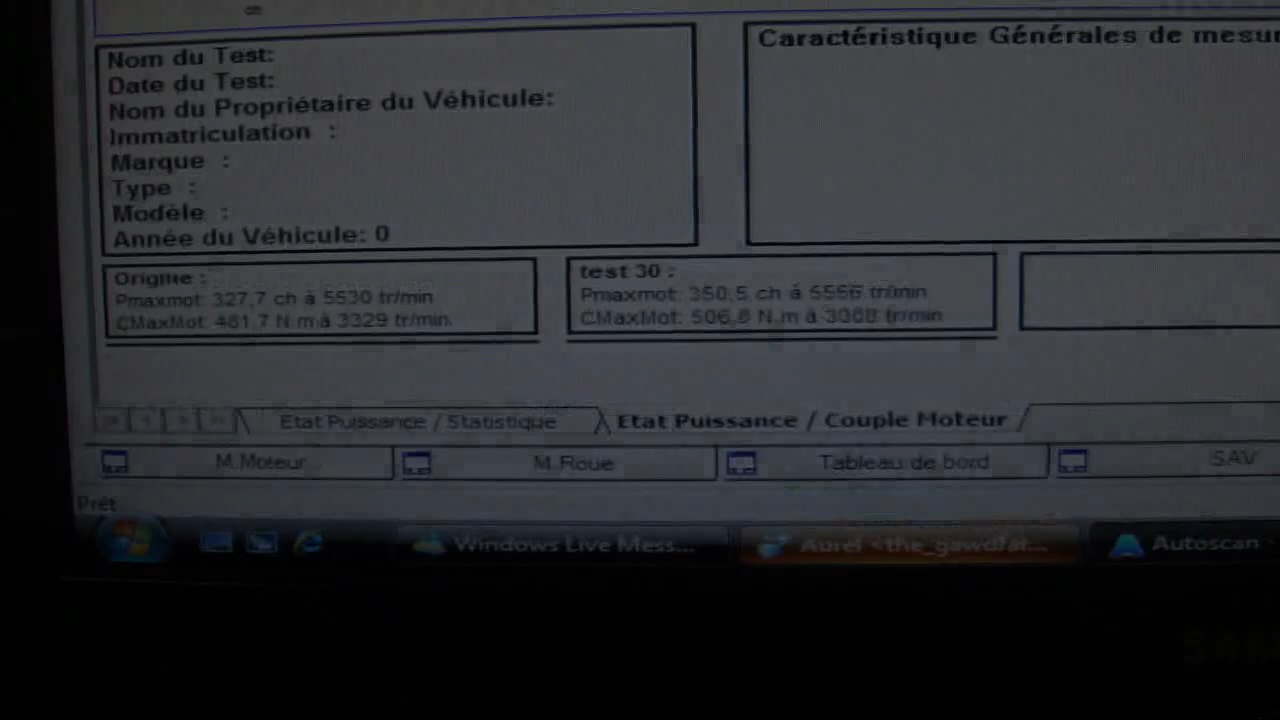 Nom du Test:
Date du Test:
Nom du Propriétaire du Véhicule:
Immatriculation :
Marque :
Type :
Modèle :
Année du Véhicule: 0
Caractéristique Générales de mesur
Origine :
Pmaxmot: 327,7 ch à 5530 tr/min
CMaxMot: 481,7 N.m à 3329 tr/min
test 30 :
Pmaxmot: 350,5 ch à 5556 tr/min
CMaxMot: 506,8 N.m à tr/min
Etat Puissance / Statistique
Etat Puissance / Couple Moteur
M.Moteur
M.Roue
Tableau de bord
SAV
Prêt
Windows Live Mess...
Aurel
Autoscan